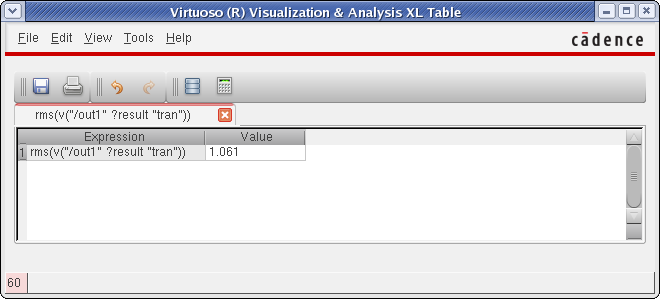 Virtuoso (R) Visualization & Analysis XL Table
File Edit View Tools Help
cādence
rms(v("/out1" ?result "tran"))
Expression Value
1 rms(v("/out1" ?result "tran")) 1.061
60